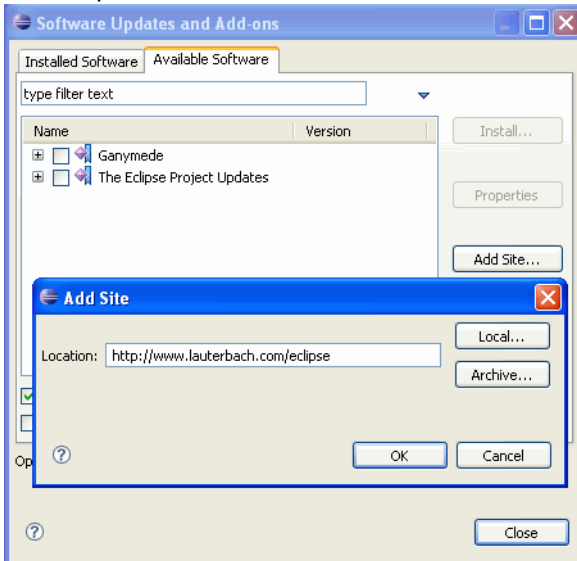 Software Updates and Add-ons
Installed Software Available Software
type filter text
Name Version Install...
Ganymede
The Eclipse Project Updates
Properties
Add Site...
Add Site
Local...
Location: http://www.lauterbach.com/eclipse
Archive...
Op
OK Cancel
Close